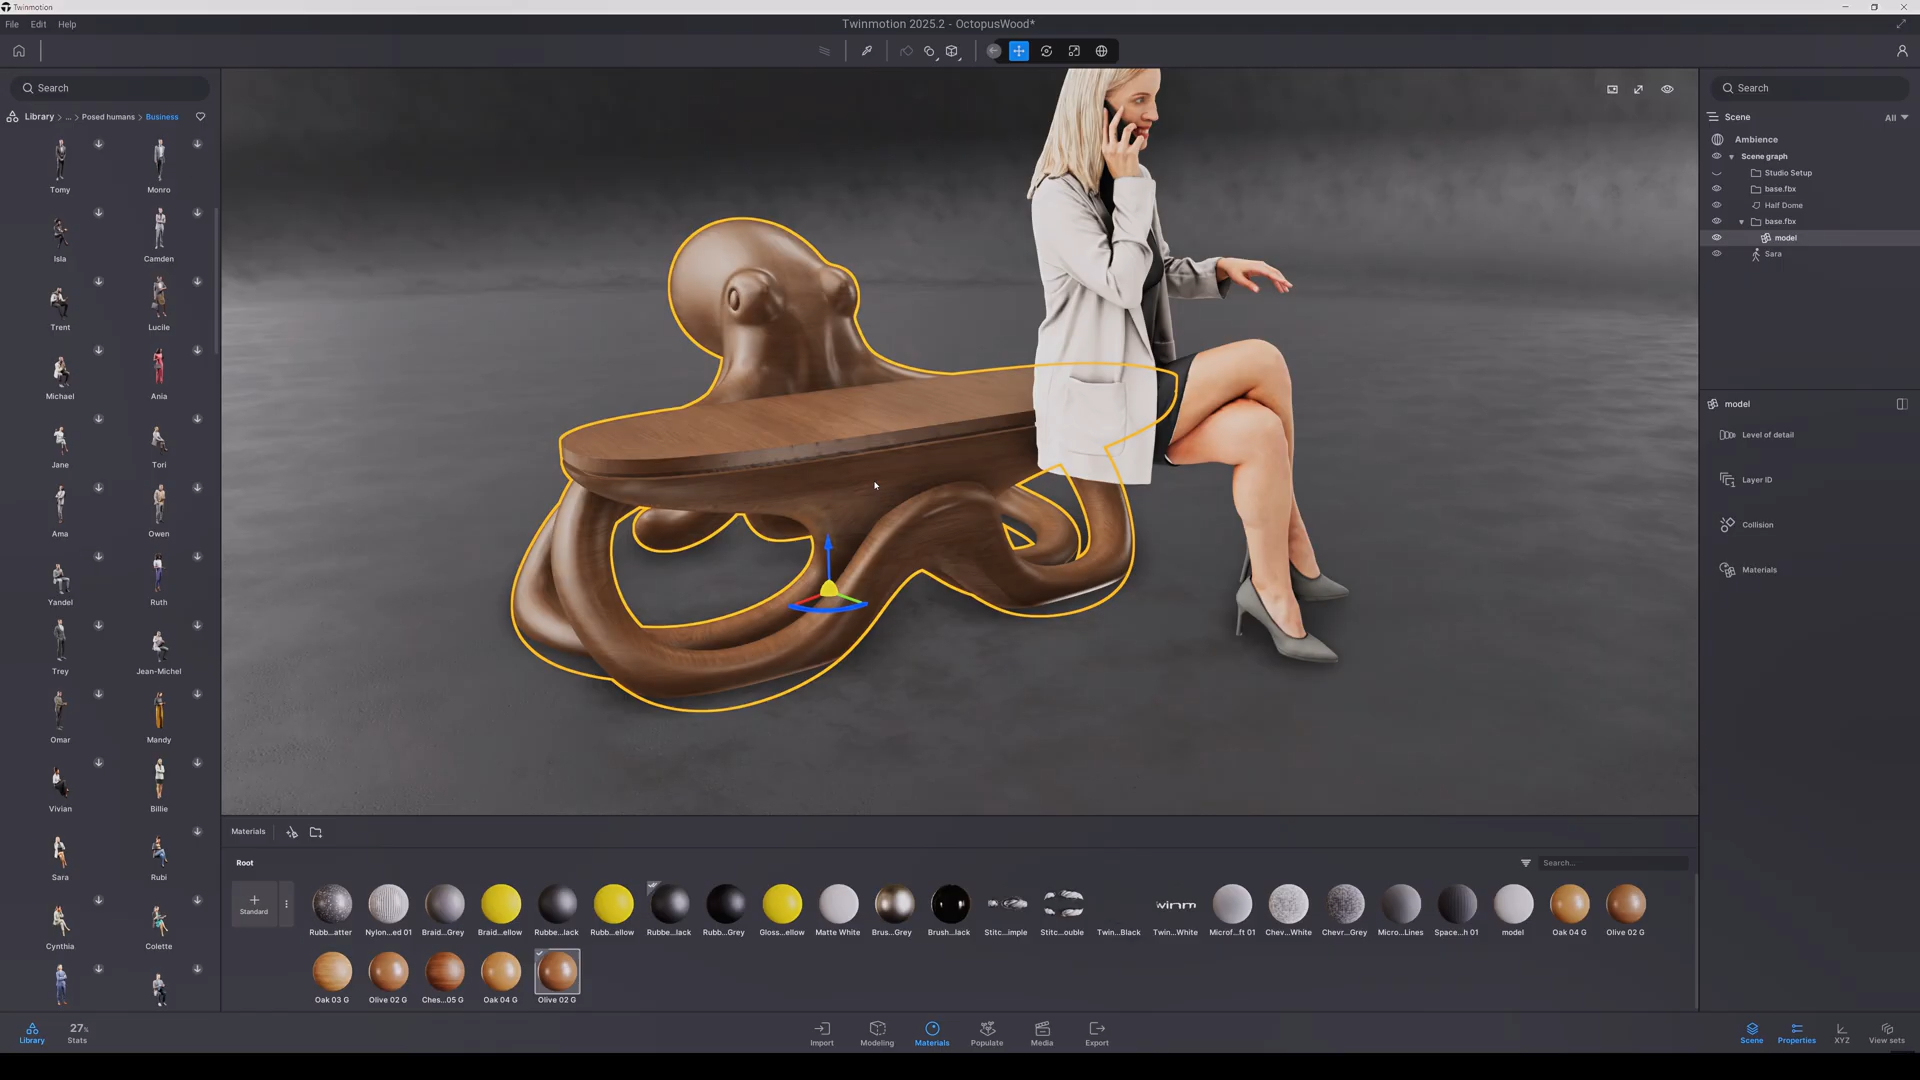 Twinmotion
File Edit Help
Twinmotion 2025.2 - OctopusWood*
Search
Library > ... > Posed humans > Business
Tomy Monro
Isla Camden
Trent Lucile
Michael Ania
Jane Tori
Ama Owen
Yandel Ruth
Trey Jean-Michel
Omar Mandy
Vivian Billie
Sara Rubi
Cynthia Colette
Search
Scene All
Ambience
Scene graph
Studio Setup
base.fbx
Half Dome
base.fbx
model
Sara
model
Level of detail
Layer ID
Collision
Materials
Materials
Root
Search...
Standard
Rubb...atter Nylon...ed 01 Braid...Grey Braid...ellow Rubbe...lack Rubb...ellow Rubbe...lack Rubb...Grey Gloss...ellow Matte White Brus...Grey Brush...lack Stitc...imple Stitc...ouble Twin...Black Twin...White Microf...ft 01 Chev...White Chevr...Grey Micro...Lines Space...h 01 model Oak 04 G Olive 02 G
Oak 03 G Olive 02 G Ches...05 G Oak 04 G Olive 02 G
27%
Library Stats
Import Modeling Materials Populate Media Export
Scene Properties XYZ View sets